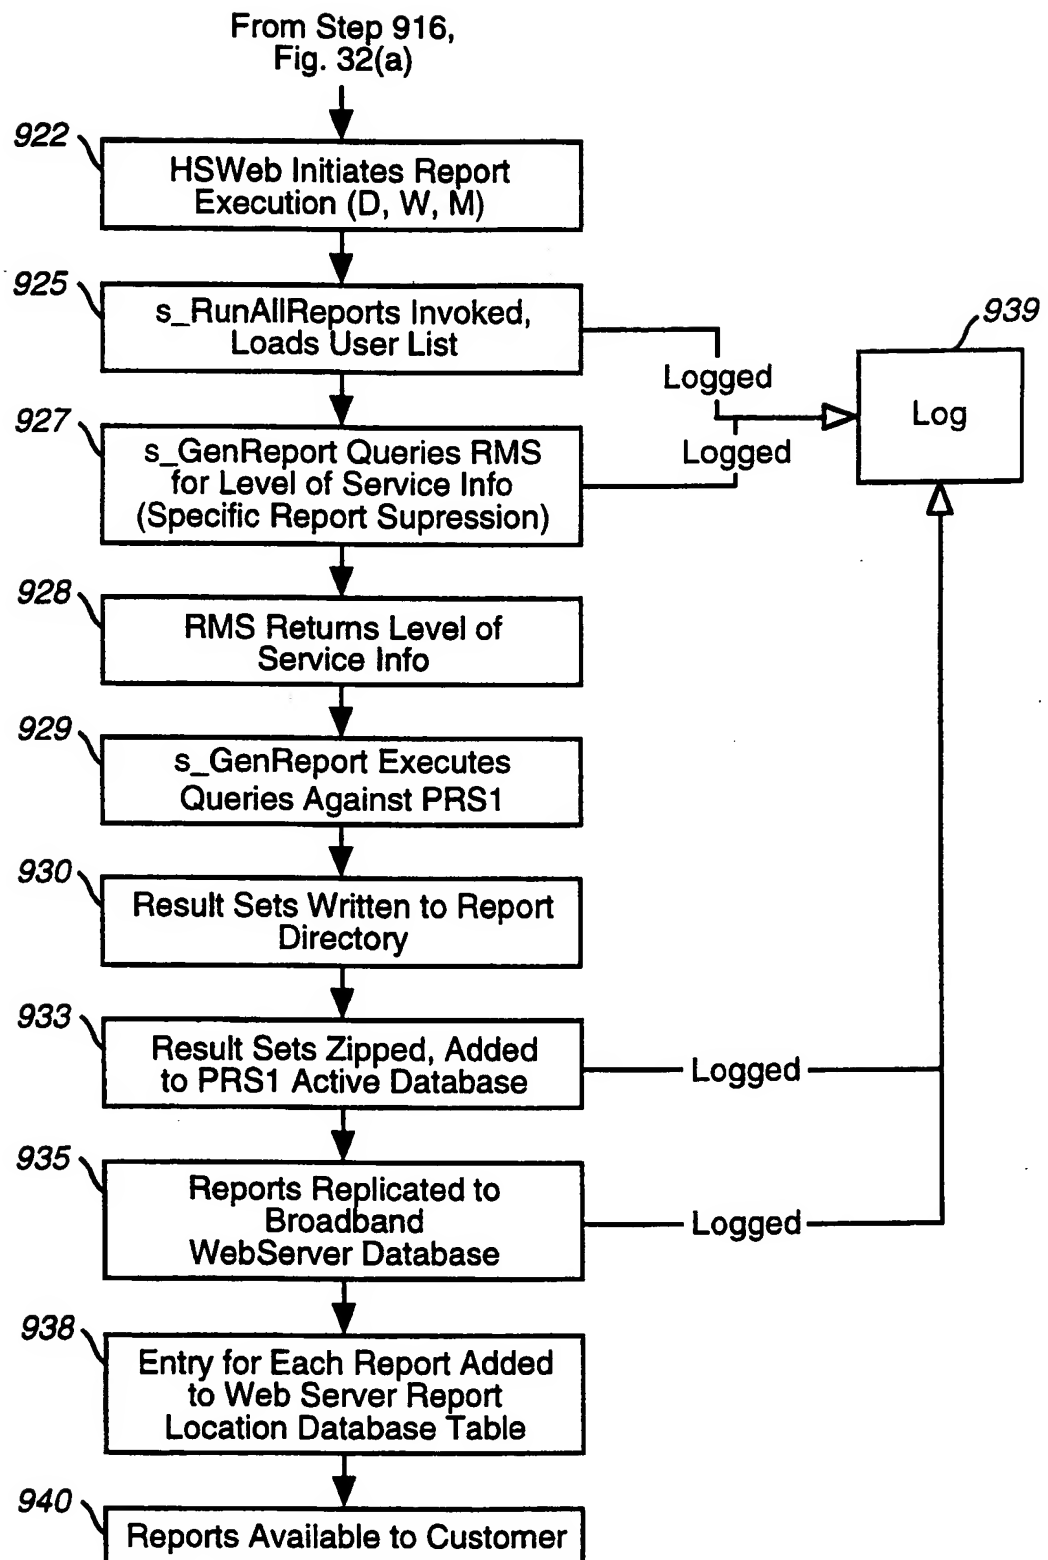 From Step 916,
Fig. 32(a)
922
HSWeb Initiates Report
Execution (D, W, M)
925
s_RunAllReports Invoked,
Loads User List
Logged
939
Log
927
s_GenReport Queries RMS
for Level of Service Info
(Specific Report Supression)
Logged
928
RMS Returns Level of
Service Info
929
s_GenReport Executes
Queries Against PRS1
930
Result Sets Written to Report
Directory
933
Result Sets Zipped, Added
to PRS1 Active Database
Logged
935
Reports Replicated to
Broadband
WebServer Database
Logged
938
Entry for Each Report Added
to Web Server Report
Location Database Table
940
Reports Available to Customer